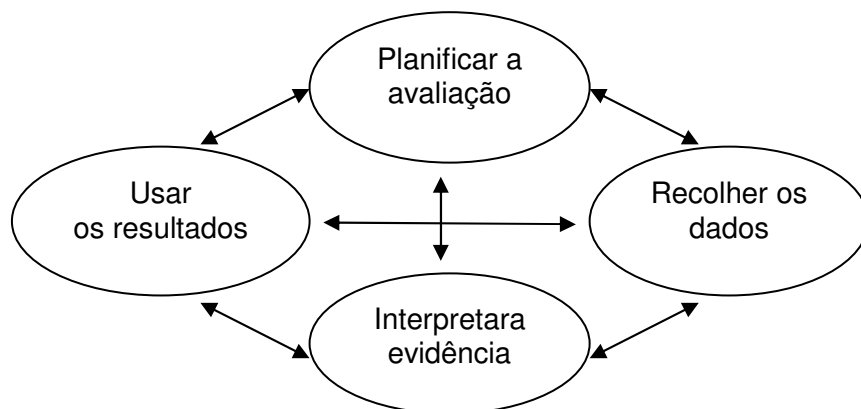 Planificar a
avaliação
Usar
os resultados
Recolher os
dados
Interpretara
evidência